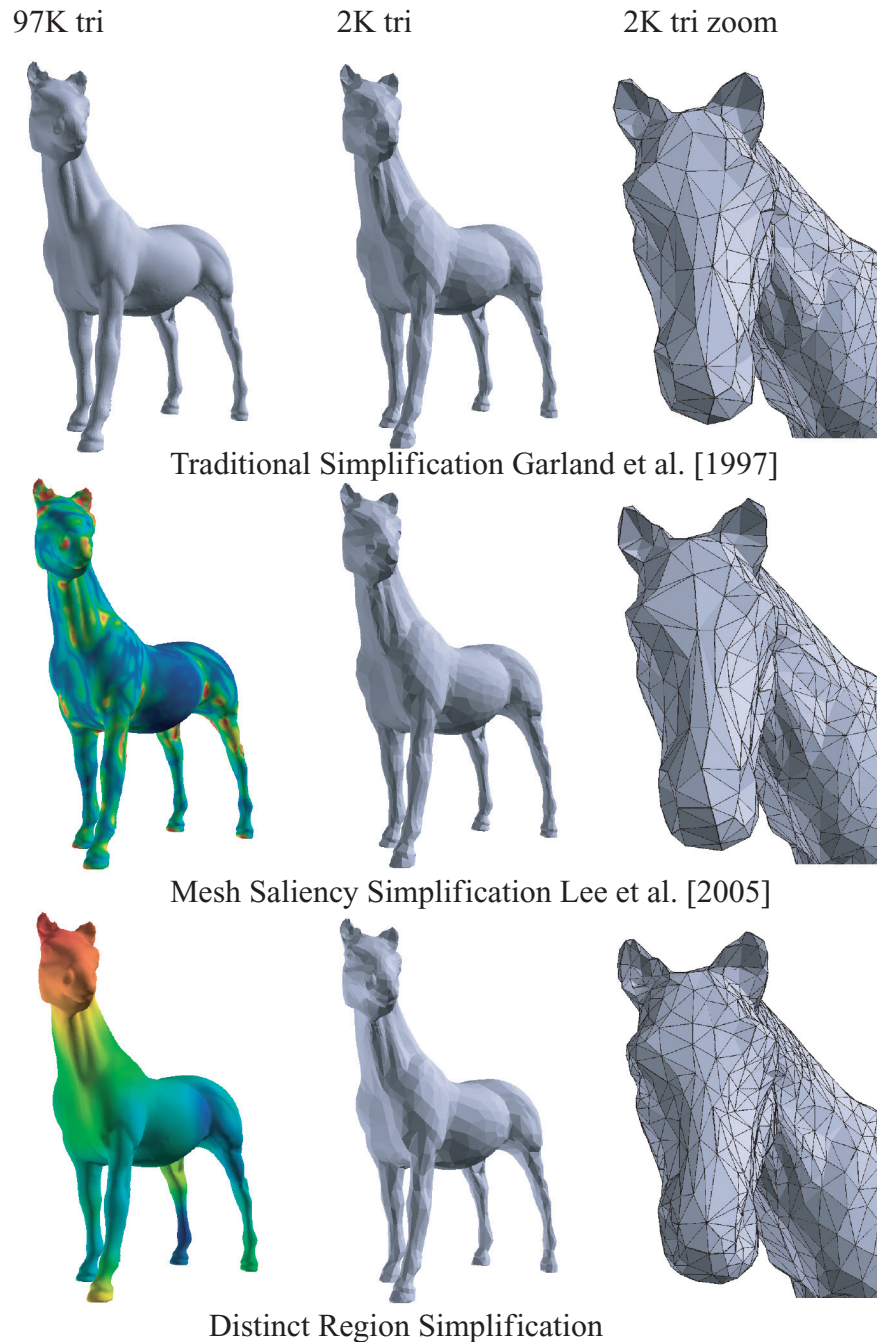 97K tri
2K tri
2K tri zoom
Traditional Simplification Garland et al. [1997]
Mesh Saliency Simplification Lee et al. [2005]
Distinct Region Simplification